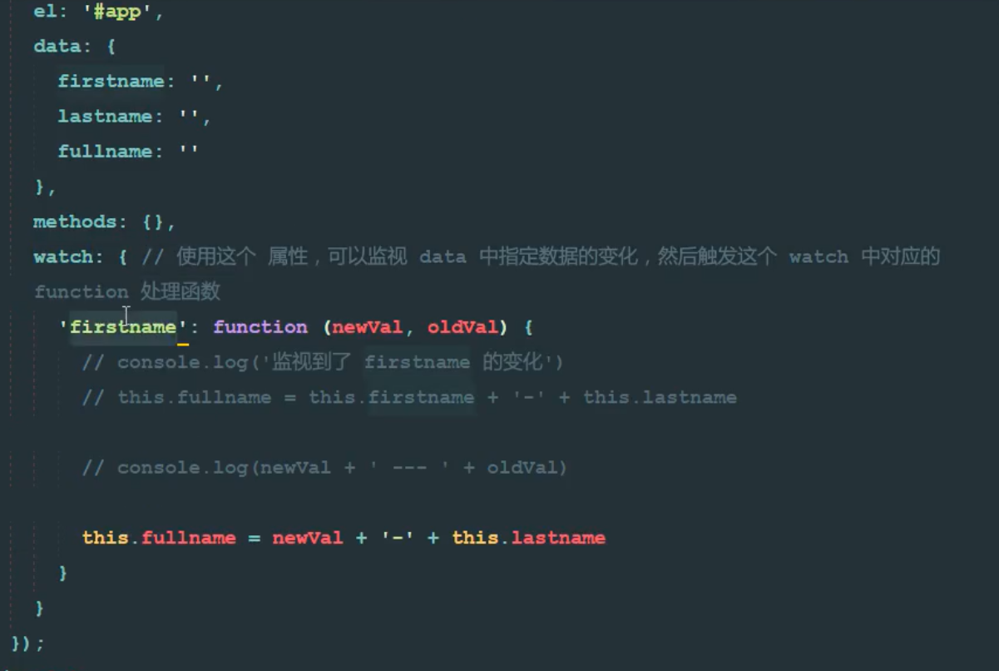 el: '#app',
data: {
firstname: '',
lastname: '',
fullname: ''
},
methods: {},
watch: { // 使用这个 属性，可以监视 data 中指定数据的变化，然后触发这个 watch 中对应的
function 处理函数
'firstname': function (newVal, oldVal) {
// console.log('监视到了 firstname 的变化')
// this.fullname = this.firstname + '-' + this.lastname
// console.log(newVal + ' --- ' + oldVal)
this.fullname = newVal + '-' + this.lastname
}
}
});